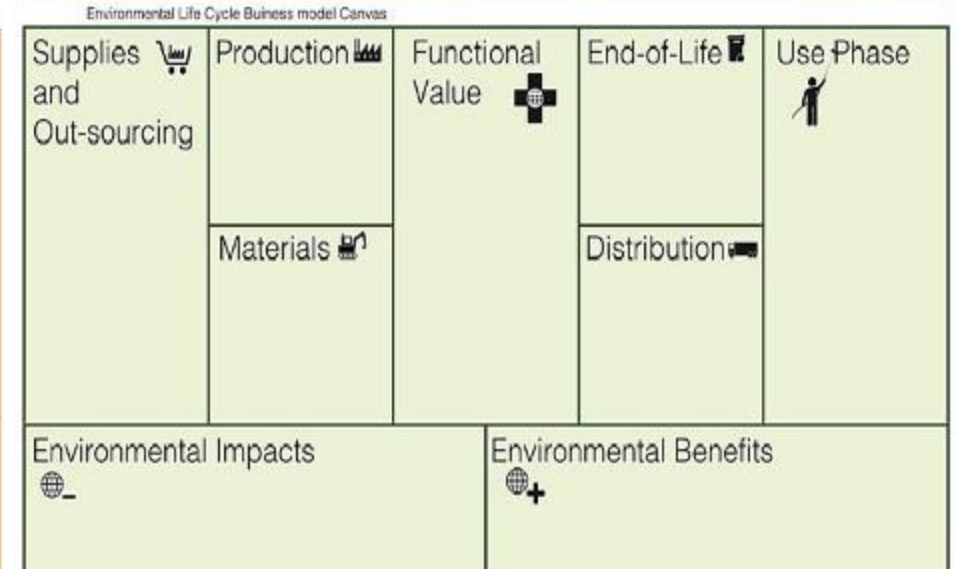 Environmental Life Cycle Buiness model Canvas
Supplies
and
Out-sourcing
Production
Materials
Functional
Value
End-of-Life
Distribution
Use Phase
Environmental Impacts
Environmental Benefits